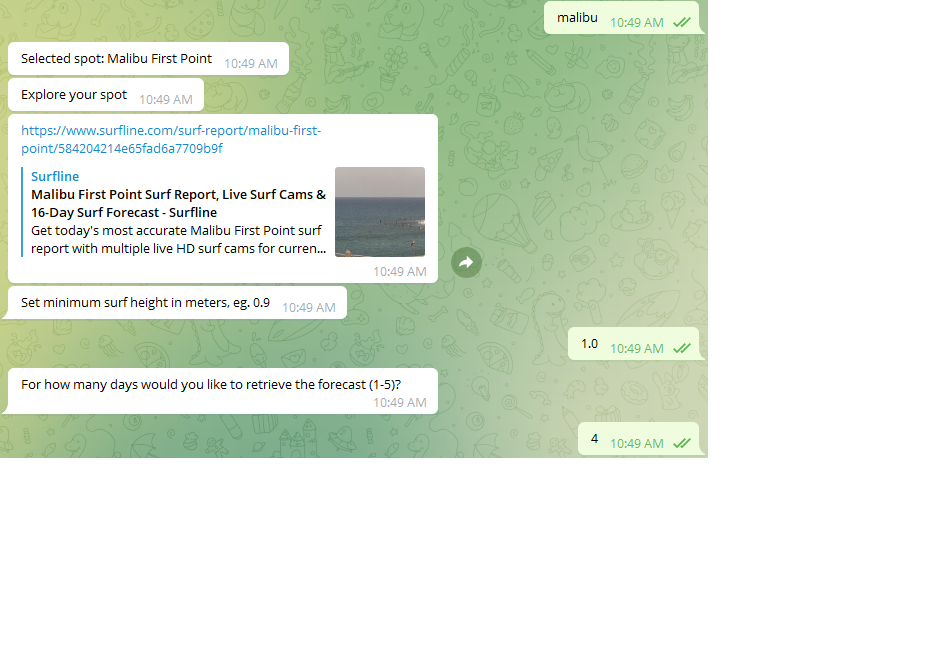 malibu 10:49 AM
Selected spot: Malibu First Point 10:49 AM
Explore your spot 10:49 AM
https://www.surfline.com/surf-report/malibu-first-
point/584204214e65fad6a7709b9f
Surfline
Malibu First Point Surf Report, Live Surf Cams &
16-Day Surf Forecast - Surfline
Get today's most accurate Malibu First Point surf
report with multiple live HD surf cams for curren...
10:49 AM
Set minimum surf height in meters, eg. 0.9 10:49 AM
1.0 10:49 AM
For how many days would you like to retrieve the forecast (1-5)?
10:49 AM
4 10:49 AM